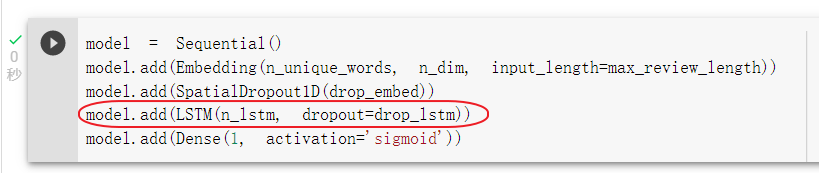 model = Sequential()
model.add(Embedding(n_unique_words, n_dim, input_length=max_review_length))
model.add(SpatialDropout1D(drop_embed))
model.add(LSTM(n_lstm, dropout=drop_lstm))
model.add(Dense(1, activation='sigmoid'))
0
秒